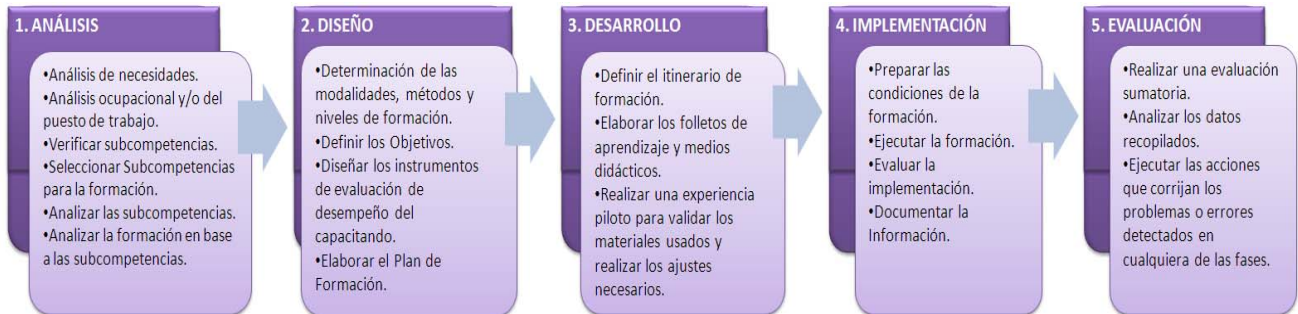 1. ANÁLISIS
•Análisis de necesidades.
•Análisis ocupacional y/o del
puesto de trabajo.
•Verificar subcompetencias.
•Seleccionar Subcompetencias
para la formación.
•Analizar las subcompetencias.
•Analizar la formación en base
a las subcompetencias.
2. DISEÑO
•Determinación de las
modalidades, métodos y
niveles de formación.
•Definir los Objetivos.
•Diseñar los instrumentos
de evaluación de
desempeño del
capacitando.
•Elaborar el Plan de
Formación.
3. DESARROLLO
•Definir el itinerario de
formación.
•Elaborar los folletos de
aprendizaje y medios
didácticos.
•Realizar una experiencia
piloto para validar los
materiales usados y
realizar los ajustes
necesarios.
4. IMPLEMENTACIÓN
•Preparar las
condiciones de la
formación.
•Ejecutar la formación.
•Evaluar la
implementación.
•Documentar la
Información.
5. EVALUACIÓN
•Realizar una evaluación
sumatoria.
•Analizar los datos
recopilados.
•Ejecutar las acciones
que corrijan los
problemas o errores
detectados en
cualquiera de las fases.